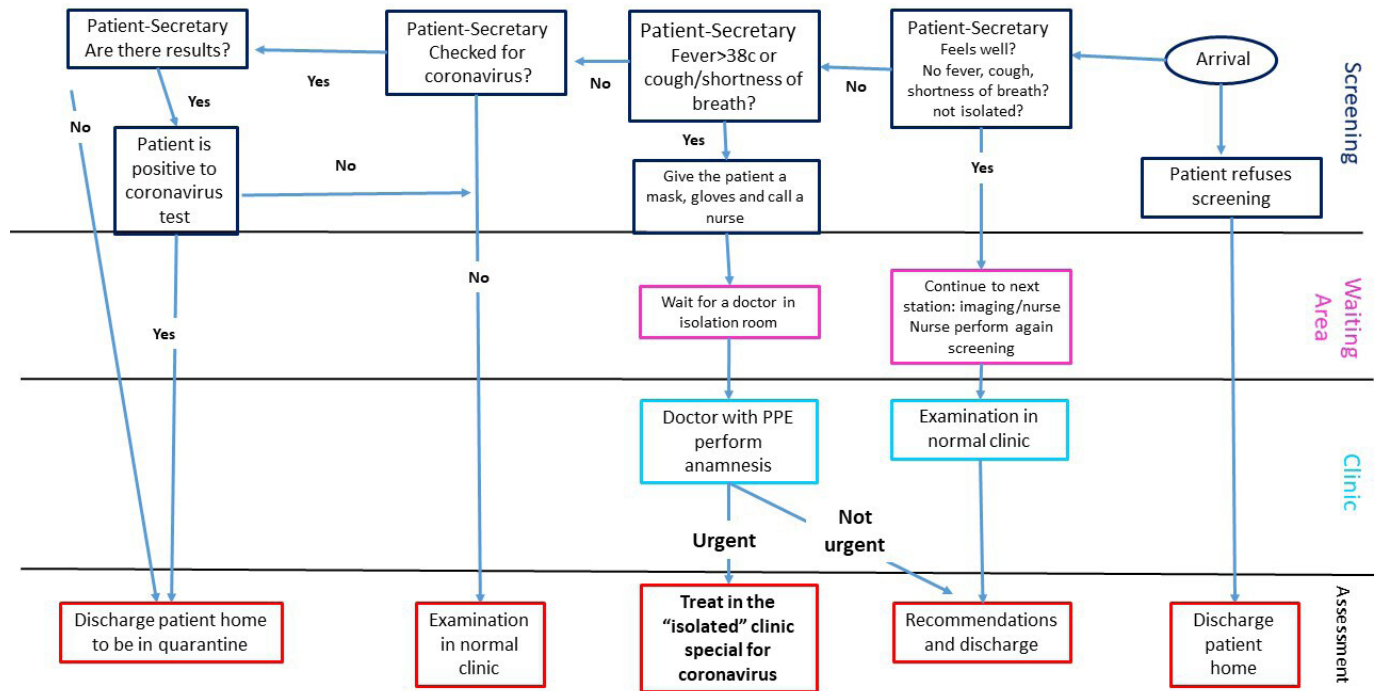 Patient-Secretary
Are there results?
Patient-Secretary
Checked for
coronavirus?
Patient-Secretary
Fever>38c or
cough/shortness of
breath?
Patient-Secretary
Feels well?
No fever, cough,
shortness of breath?
not isolated?
Arrival
Screening
Yes
No
No
Yes
No
Yes
Yes
Patient is
positive to
coronavirus
test
No
Give the patient a
mask, gloves and call a
nurse
Patient refuses
screening
Yes
No
Wait for a doctor in
isolation room
Continue to next
station: imaging/nurse
Nurse perform again
screening
Waiting
Area
Doctor with PPE
perform
anamnesis
Examination in
normal clinic
Clinic
Urgent
Not
urgent
Discharge patient home
to be in quarantine
Examination
in normal
clinic
Treat in the
“isolated” clinic
special for
coronavirus
Recommendations
and discharge
Discharge
patient
home
Assessment